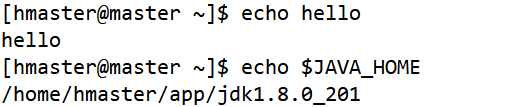 [hmaster@master ~]$ echo hello
hello
[hmaster@master ~]$ echo $JAVA_HOME
/home/hmaster/app/jdk1.8.0_201